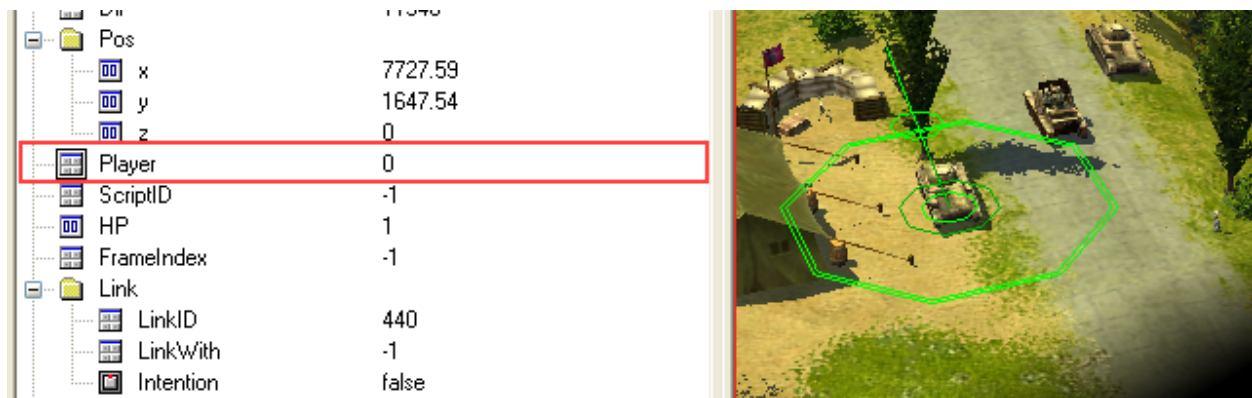 Pos
x 7727.59
y 1647.54
z 0
Player 0
ScriptID -1
HP 1
FrameIndex -1
Link
LinkID 440
LinkWith -1
Intention false